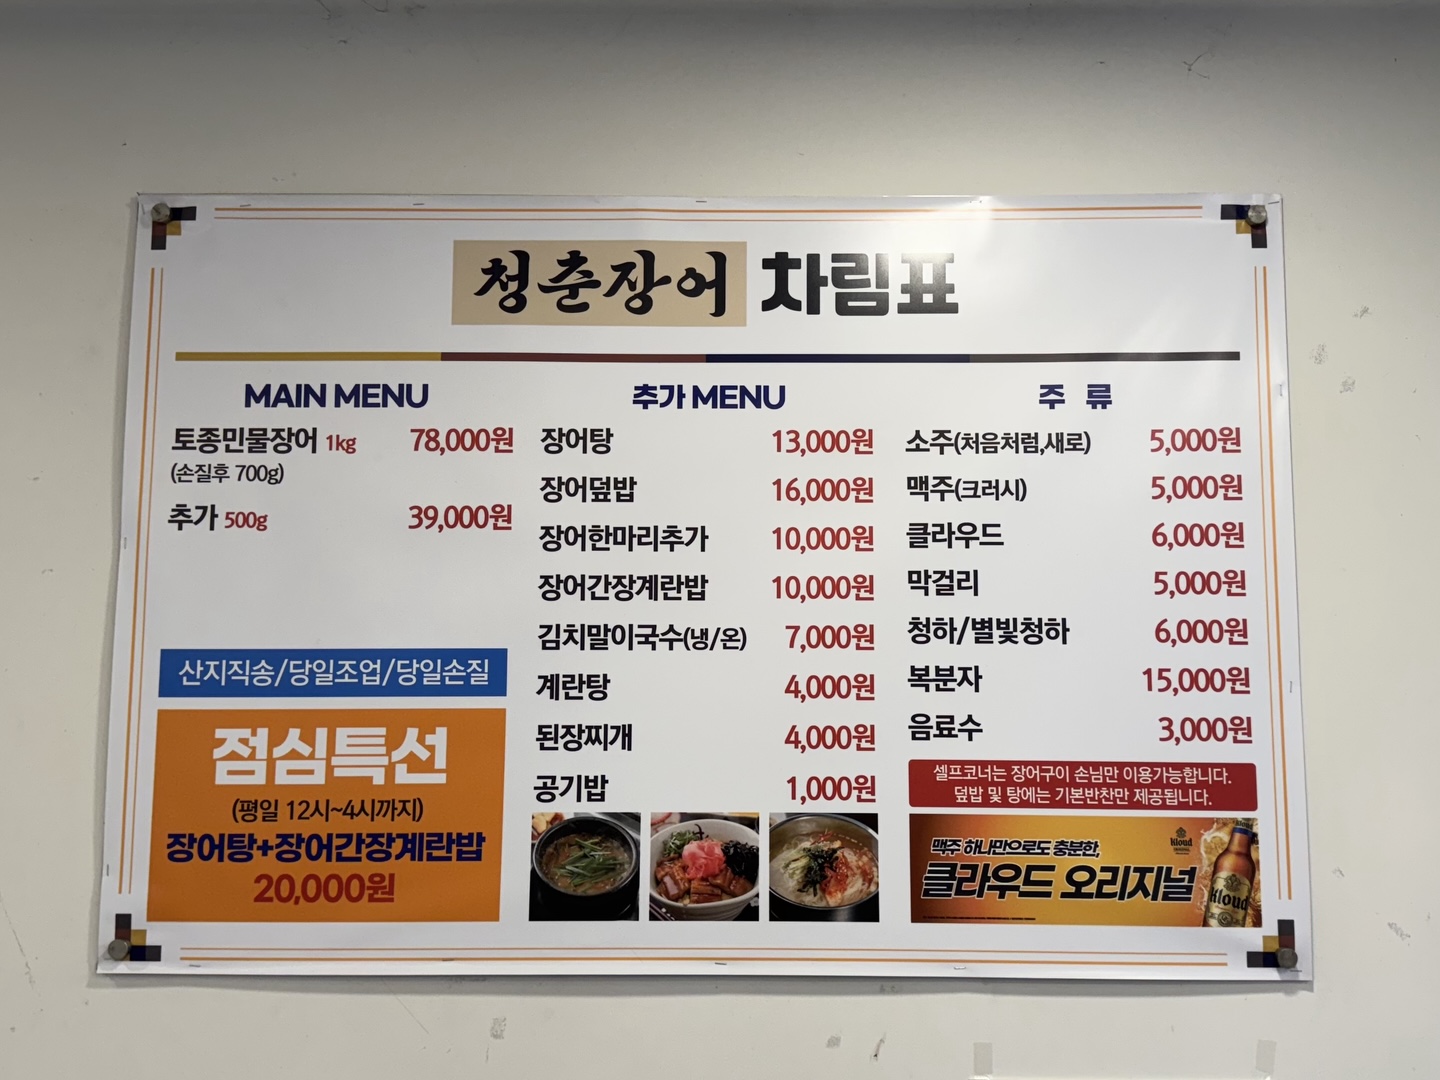 청춘장어 차림표
MAIN MENU
토종민물장어 1kg 78,000원
(손질후 700g)
추가 500g 39,000원
산지직송/당일조업/당일손질
점심특선
(평일 12시~4시까지)
장어탕+장어간장계란밥
20,000원
추가 MENU
장어탕 13,000원
장어덮밥 16,000원
장어한마리추가 10,000원
장어간장계란밥 10,000원
김치말이국수(냉/온) 7,000원
계란탕 4,000원
된장찌개 4,000원
공기밥 1,000원
주 류
소주(처음처럼,새로) 5,000원
맥주(크러시) 5,000원
클라우드 6,000원
막걸리 5,000원
청하/별빛청하 6,000원
복분자 15,000원
음료수 3,000원
셀프코너는 장어구이 손님만 이용가능합니다.
덮밥 및 탕에는 기본반찬만 제공됩니다.
맥주 하나만으로도 충분한,
클라우드 오리지널
kloud
kloud